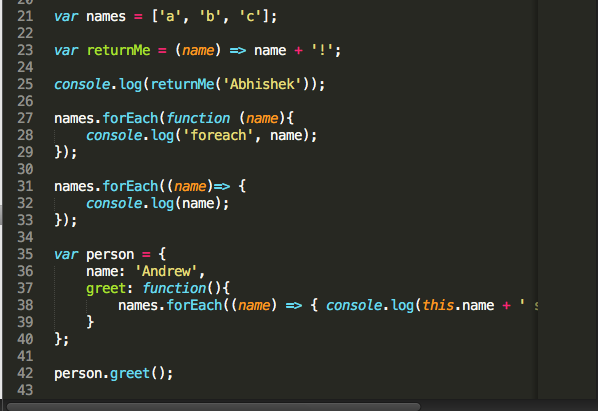 21 var names = ['a', 'b', 'c'];
22
23 var returnMe = (name) => name + '!';
24
25 console.log(returnMe('Abhishek'));
26
27 names.forEach(function (name){
28 console.log('foreach', name);
29 });
30
31 names.forEach((name)=> {
32 console.log(name);
33 });
34
35 var person = {
36 name: 'Andrew',
37 greet: function(){
38 names.forEach((name) => { console.log(this.name + ' s
39 }
40 };
41
42 person.greet();
43